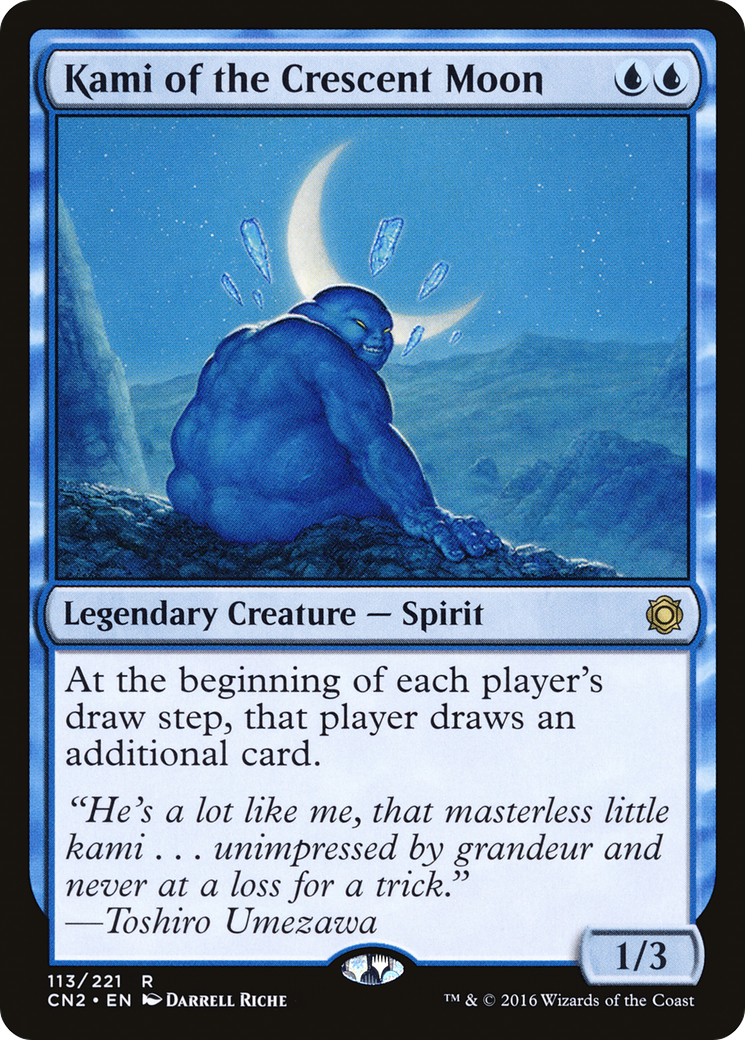 Kami of the Crescent Moon
Legendary Creature — Spirit
At the beginning of each player's
draw step, that player draws an
additional card.
“He's a lot like me, that masterless little
kami . . . unimpressed by grandeur and
never at a loss for a trick.”
—Toshiro Umezawa
1/3
113/221 R
CN2 • EN DARRELL RICHE
™ & © 2016 Wizards of the Coast